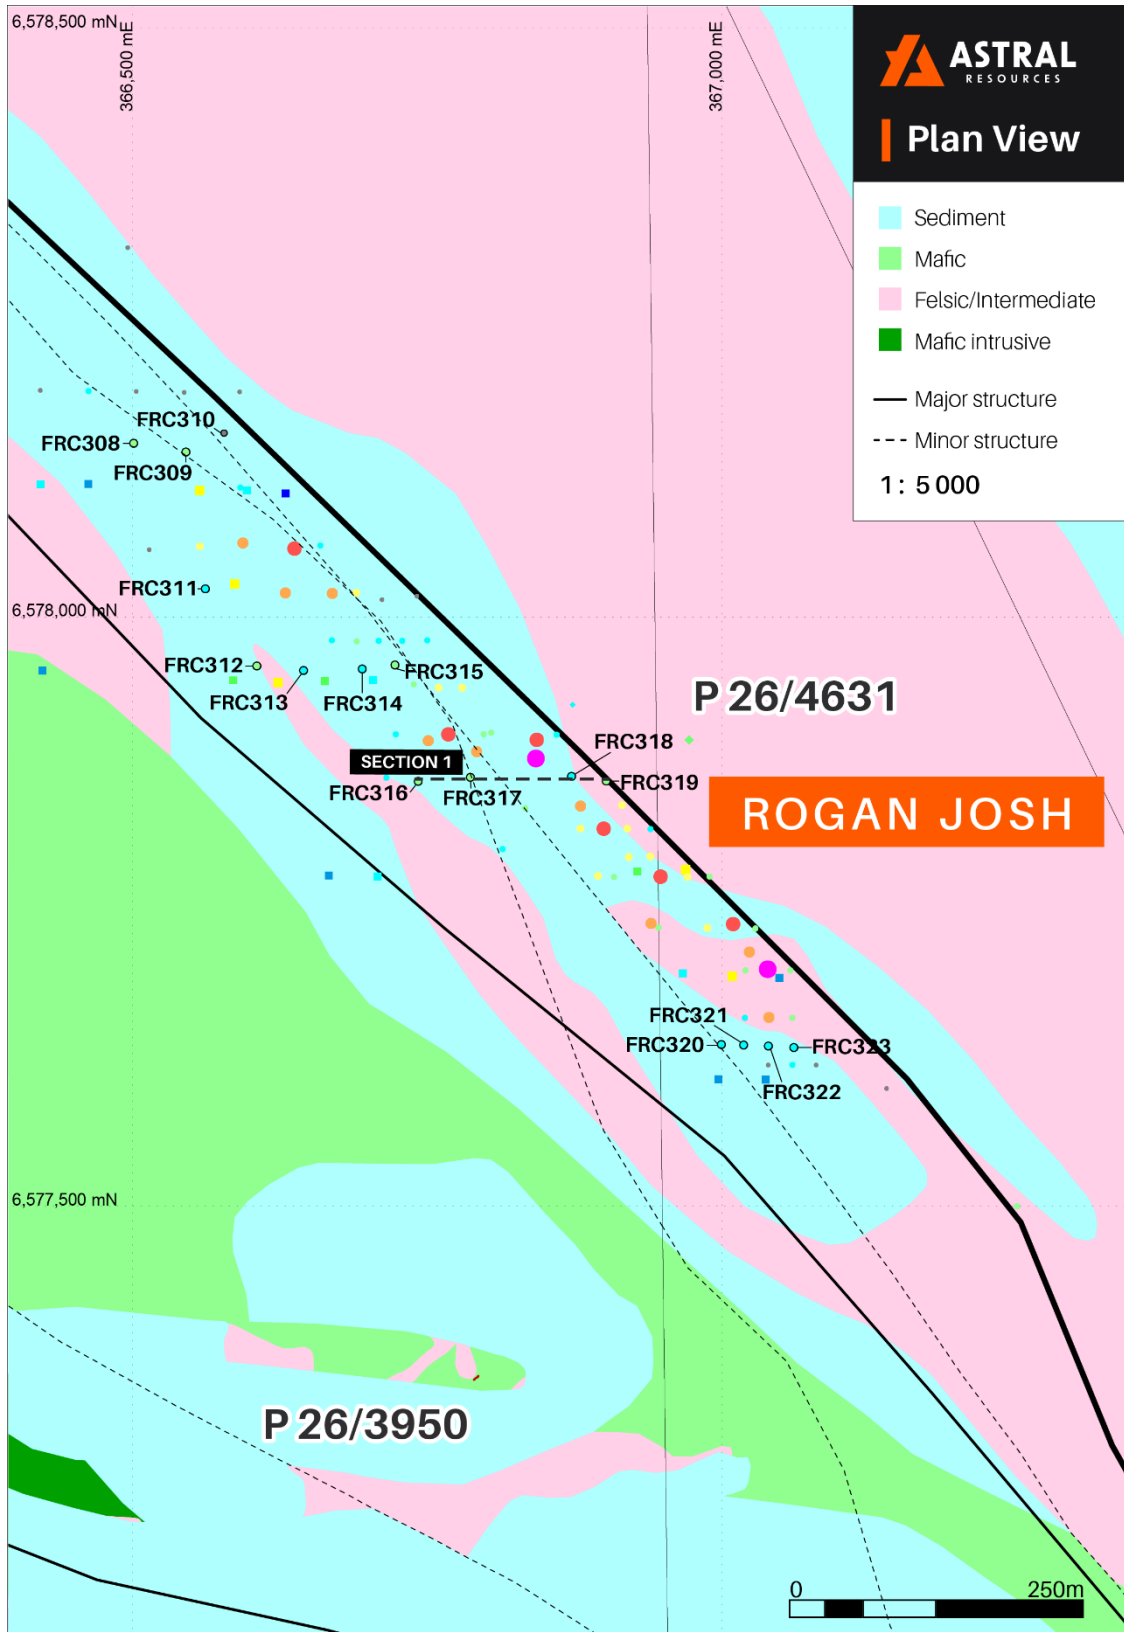 6,578,500 mN
366,500 mE
367,000 mE
ASTRAL
RESOURCES
Plan View
Sediment
Mafic
Felsic/Intermediate
Mafic intrusive
Major structure
Minor structure
1: 5 000
FRC310
FRC308
FRC309
FRC311
6,578,000 mN
FRC312
FRC315
FRC313
FRC314
P 26/4631
FRC318
SECTION 1
FRC316
FRC317
FRC319
ROGAN JOSH
FRC321
FRC320
FRC323
FRC322
6,577,500 mN
P 26/3950
0
250m